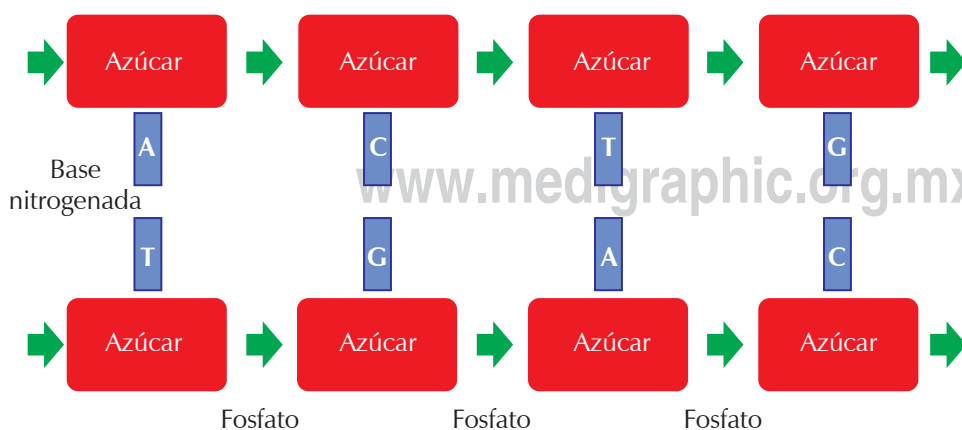 Azúcar Azúcar Azúcar Azúcar
A C T G
Base
nitrogenada
www.medigraphic.org.mx
T G A C
Azúcar Azúcar Azúcar Azúcar
Fosfato Fosfato Fosfato